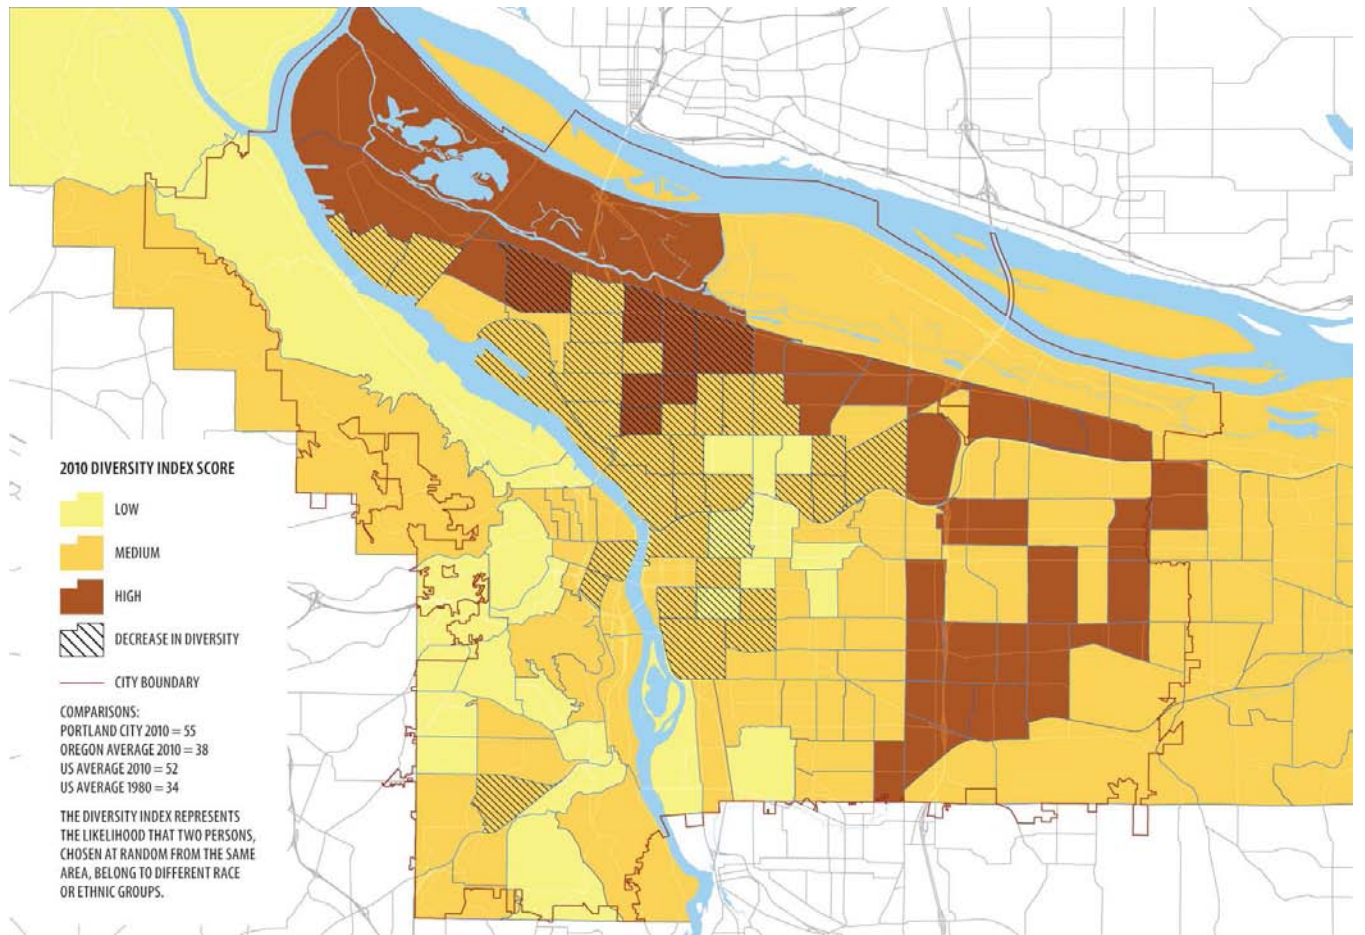 2010 DIVERSITY INDEX SCORE
LOW
MEDIUM
HIGH
DECREASE IN DIVERSITY
CITY BOUNDARY
COMPARISONS:
PORTLAND CITY 2010 = 55
OREGON AVERAGE 2010 = 38
US AVERAGE 2010 = 52
US AVERAGE 1980 = 34
THE DIVERSITY INDEX REPRESENTS
THE LIKELIHOOD THAT TWO PERSONS,
CHOSEN AT RANDOM FROM THE SAME
AREA, BELONG TO DIFFERENT RACE
OR ETHNIC GROUPS.